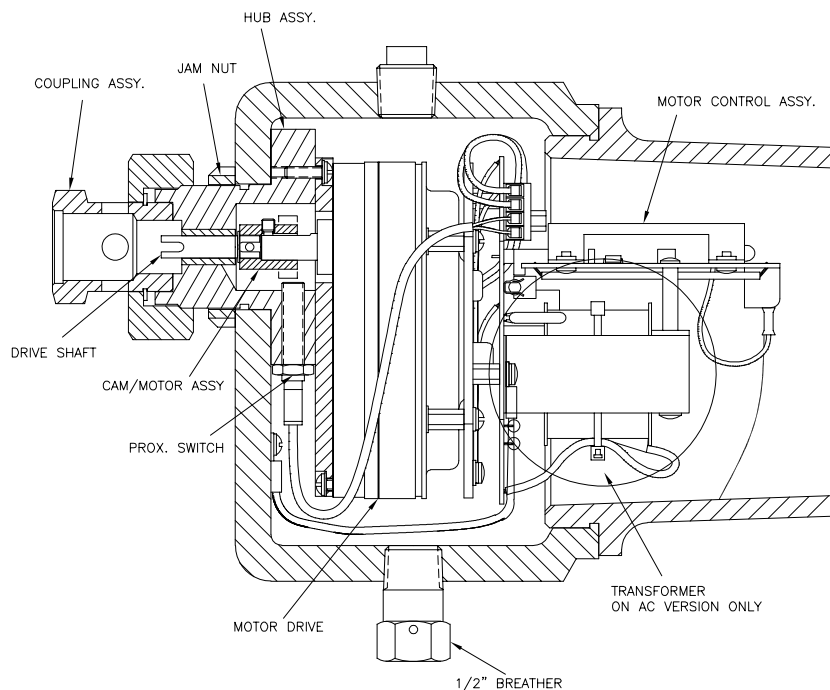 HUB ASSY.
JAM NUT
COUPLING ASSY.
MOTOR CONTROL ASSY.
DRIVE SHAFT
CAM/MOTOR ASSY
PROX. SWITCH
MOTOR DRIVE
TRANSFORMER
ON AC VERSION ONLY
1/2" BREATHER